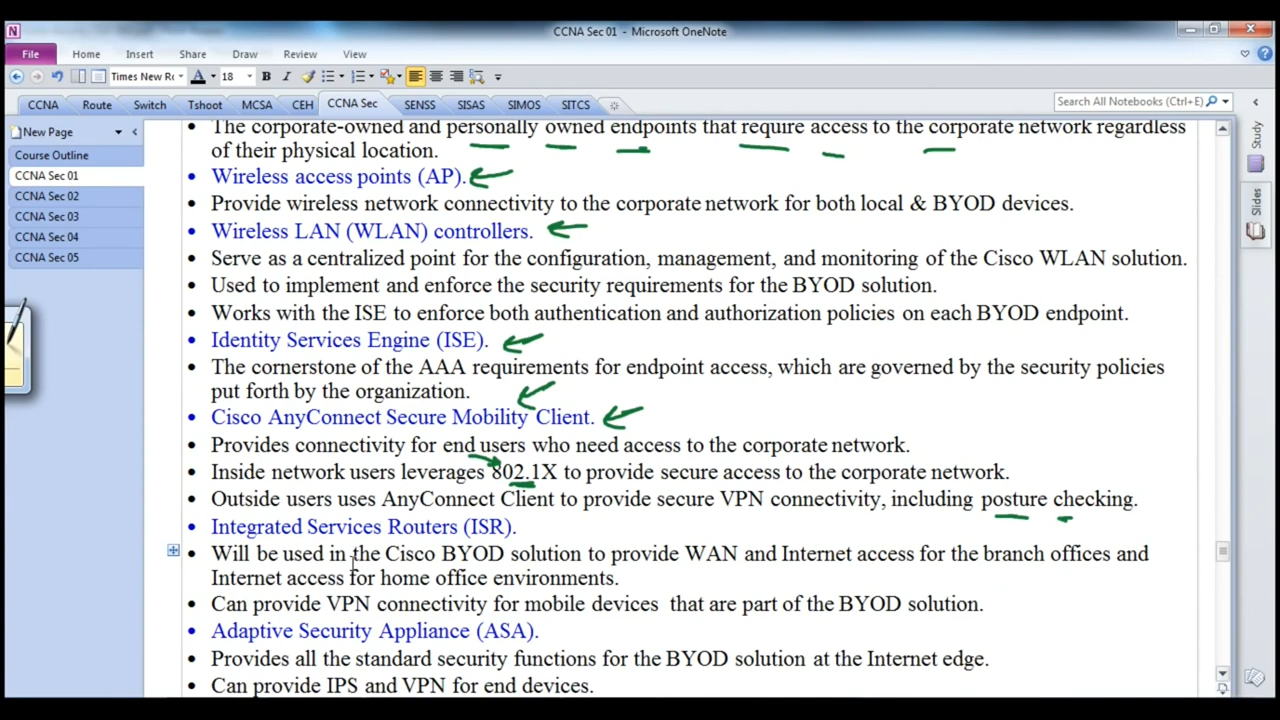 CCNA Sec 01 - Microsoft OneNote
File Home Insert Share Draw Review View
Times New Ro 18 B I
CCNA Route Switch Tshoot MCSA CEH CCNA Sec SENSS SISAS SIMOS SITCS Search All Notebooks (Ctrl+E)
New Page
Course Outline
CCNA Sec 01
CCNA Sec 02
CCNA Sec 03
CCNA Sec 04
CCNA Sec 05
• The corporate-owned and personally owned endpoints that require access to the corporate network regardless
of their physical location.
• Wireless access points (AP).
• Provide wireless network connectivity to the corporate network for both local & BYOD devices.
• Wireless LAN (WLAN) controllers.
• Serve as a centralized point for the configuration, management, and monitoring of the Cisco WLAN solution.
• Used to implement and enforce the security requirements for the BYOD solution.
• Works with the ISE to enforce both authentication and authorization policies on each BYOD endpoint.
• Identity Services Engine (ISE).
• The cornerstone of the AAA requirements for endpoint access, which are governed by the security policies
put forth by the organization.
• Cisco AnyConnect Secure Mobility Client.
• Provides connectivity for end users who need access to the corporate network.
• Inside network users leverages 802.1X to provide secure access to the corporate network.
• Outside users uses AnyConnect Client to provide secure VPN connectivity, including posture checking.
• Integrated Services Routers (ISR).
• Will be used in the Cisco BYOD solution to provide WAN and Internet access for the branch offices and
Internet access for home office environments.
• Can provide VPN connectivity for mobile devices that are part of the BYOD solution.
• Adaptive Security Appliance (ASA).
• Provides all the standard security functions for the BYOD solution at the Internet edge.
• Can provide IPS and VPN for end devices.
Study
Slides